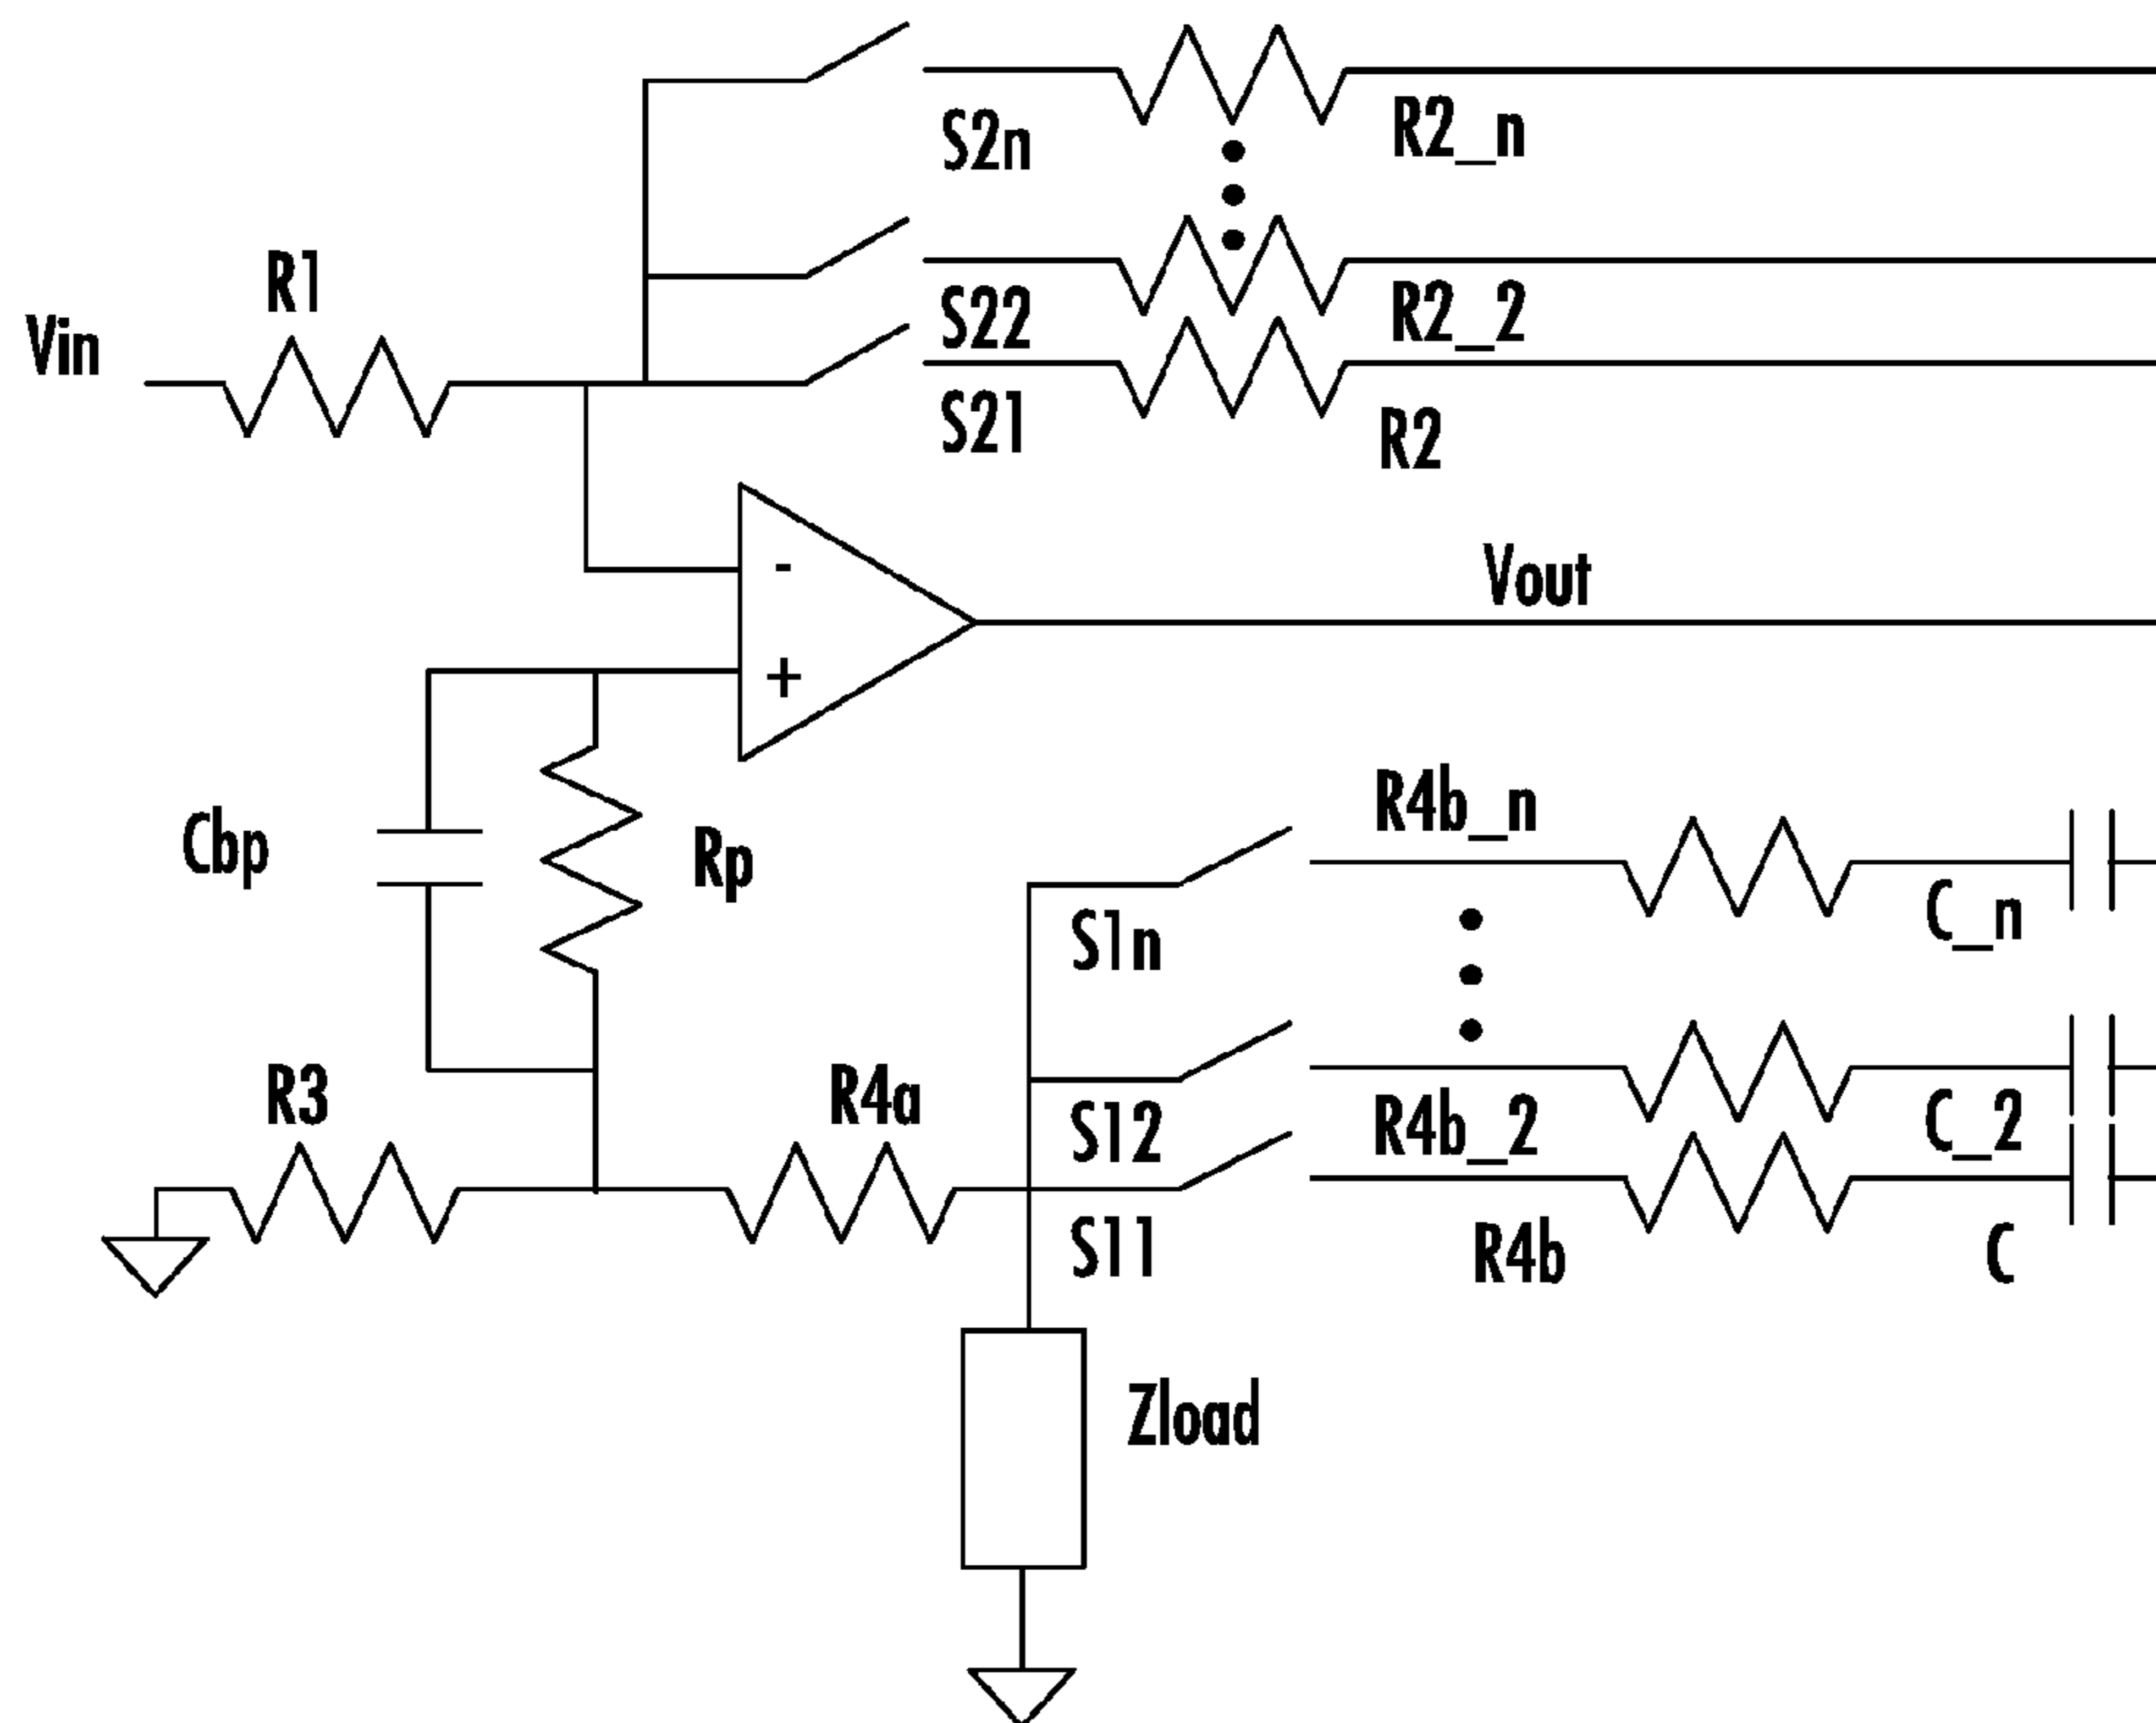 S2n
R2_n
R1
Vin
S22
R2_2
S21
R2
-
Vout
+
R4b_n
Cbp
Rp
C_n
S1n
R3
R4a
S12
R4b_2
C_2
S11
R4b
C
Zload